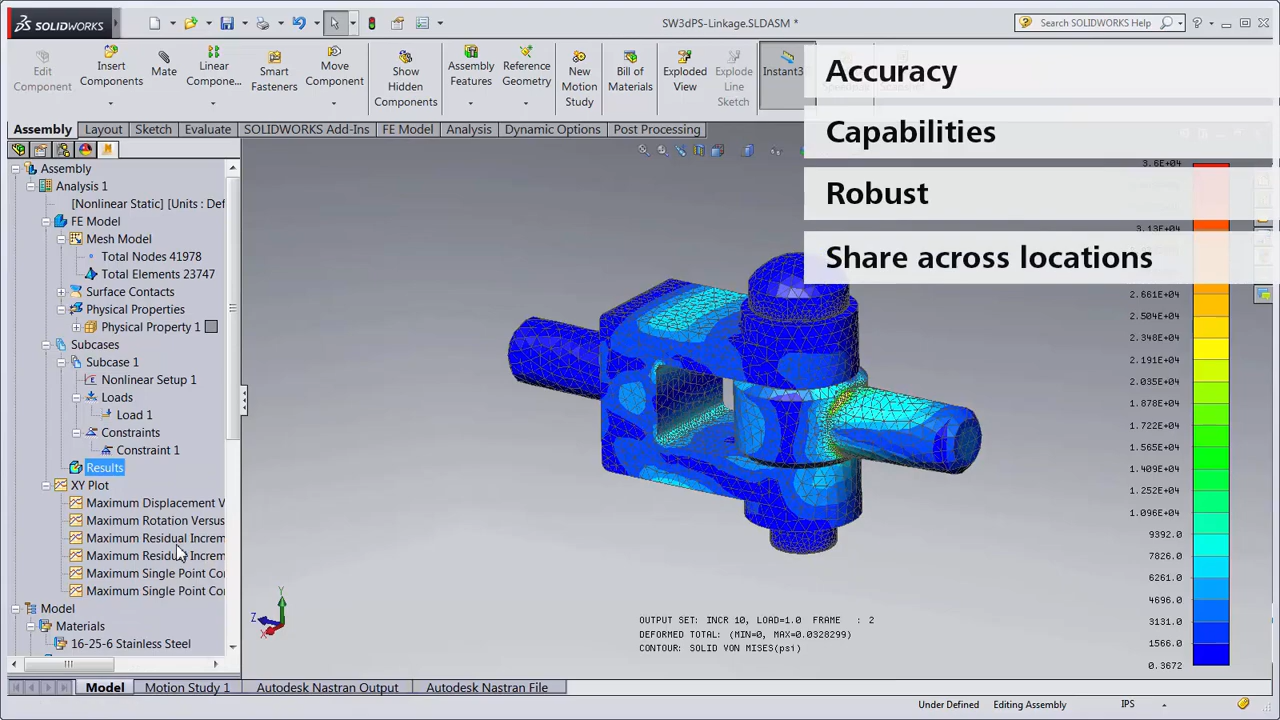 SOLIDWORKS
SW3dPS-Linkage.SLDASM *
Search SOLIDWORKS Help
Edit
Component
Insert
Components
Mate
Linear
Compo...
Smart
Fasteners
Move
Component
Show
Hidden
Components
Assembly
Features
Reference
Geometry
New
Motion
Study
Bill of
Materials
Exploded
View
Explode
Line
Sketch
Instant3
Accuracy
Capabilities
Robust
Share across locations
Assembly
Layout
Sketch
Evaluate
SOLIDWORKS Add-Ins
FE Model
Analysis
Dynamic Options
Post Processing
Assembly
Analysis 1
[Nonlinear Static] [Units : Def
FE Model
Mesh Model
Total Nodes 41978
Total Elements 23747
Surface Contacts
Physical Properties
Physical Property 1
Subcases
Subcase 1
Nonlinear Setup 1
Loads
Load 1
Constraints
Constraint 1
Results
XY Plot
Maximum Displacement V
Maximum Rotation Versus
Maximum Residual Increm
Maximum Residual Increm
Maximum Single Point Co
Maximum Single Point Co
Model
Materials
16-25-6 Stainless Steel
3.6E+04
3.13E+04
2.661E+04
2.504E+04
2.348E+04
2.191E+04
2.035E+04
1.878E+04
1.722E+04
1.565E+04
1.409E+04
1.252E+04
1.096E+04
9392.0
7826.0
6261.0
4696.0
3131.0
1566.0
0.3672
Y
Z
X
OUTPUT SET: INCR 10, LOAD=1.0 FRAME : 2
DEFORMED TOTAL: (MIN=0, MAX=0.0328299)
CONTOUR: SOLID VON MISES(psi)
Model
Motion Study 1
Autodesk Nastran Output
Autodesk Nastran File
Under Defined
Editing Assembly
IPS